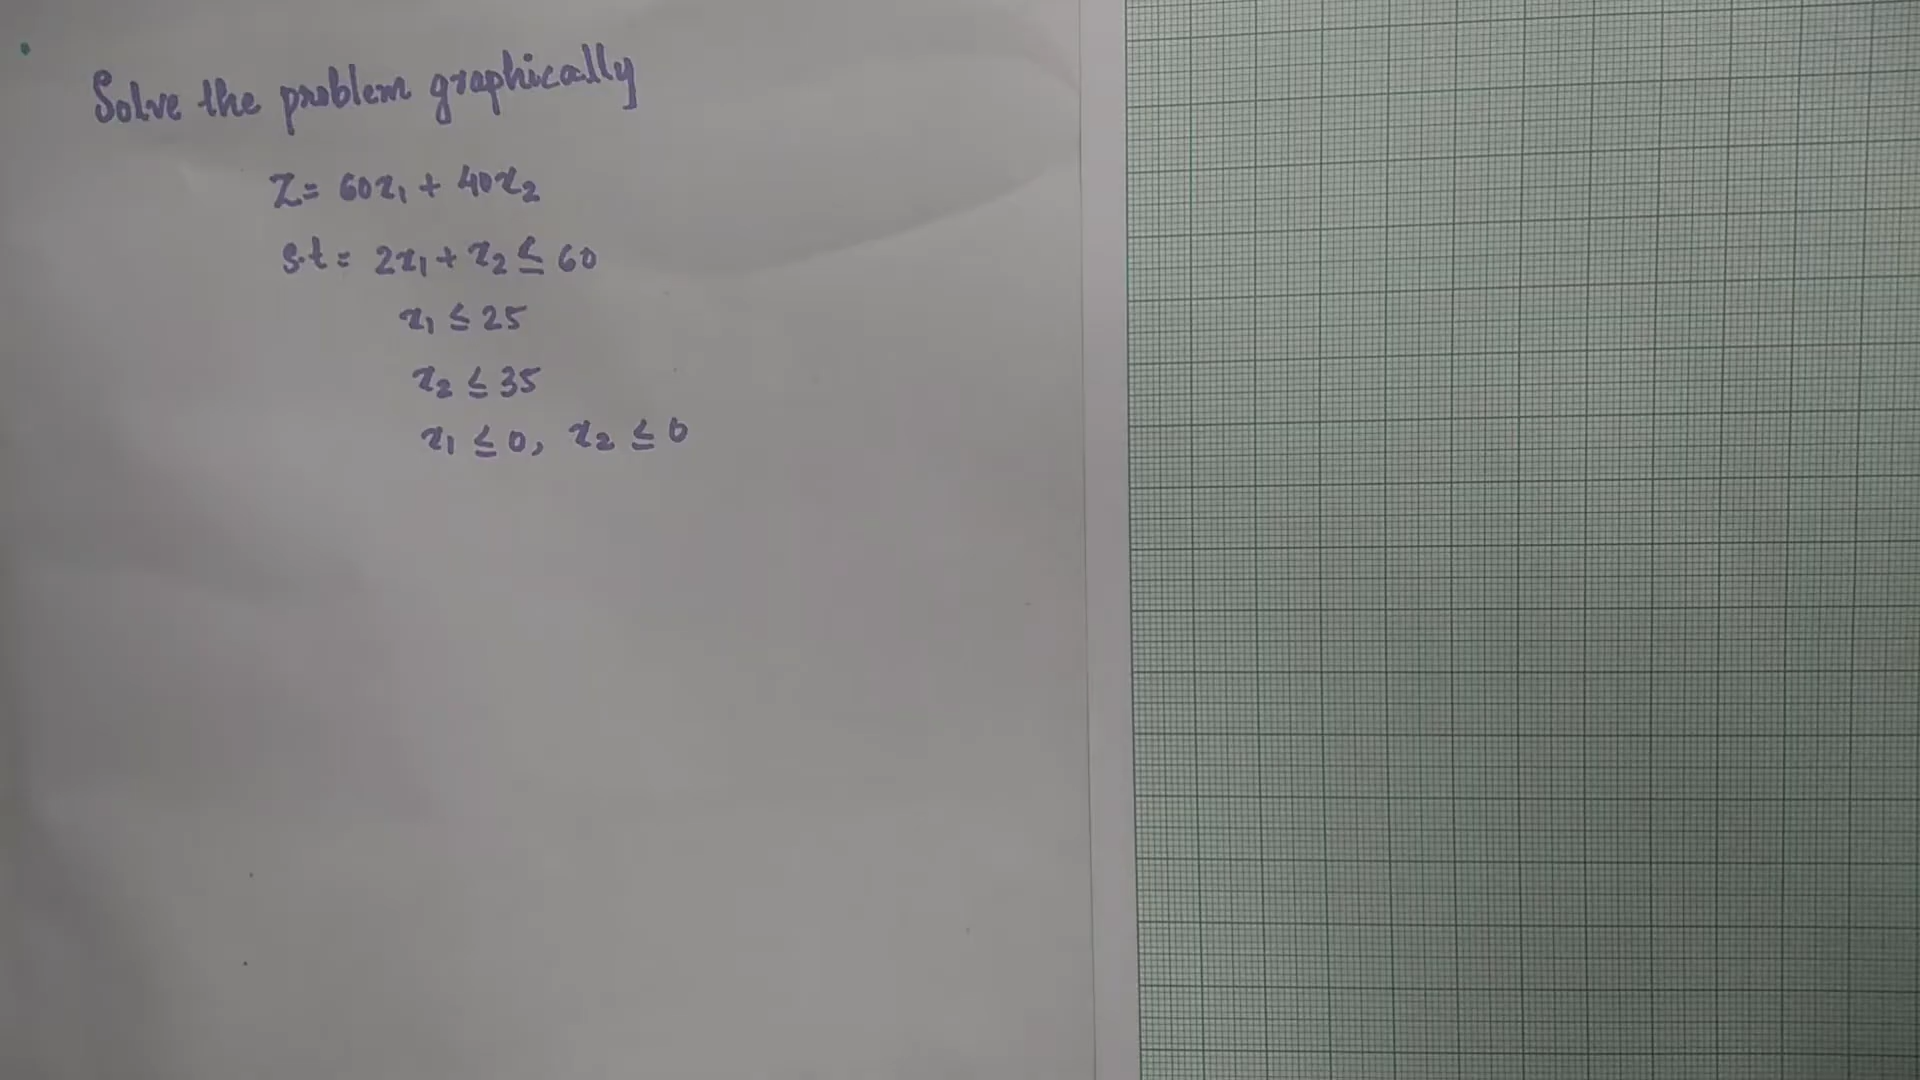 Solve the problem graphically
Z= 60x₁ + 40x₂
s.t = 2x₁ + x₂ ≤ 60
x₁ ≤ 25
x₂ ≤ 35
x₁ ≤ 0, x₂ ≤ 0